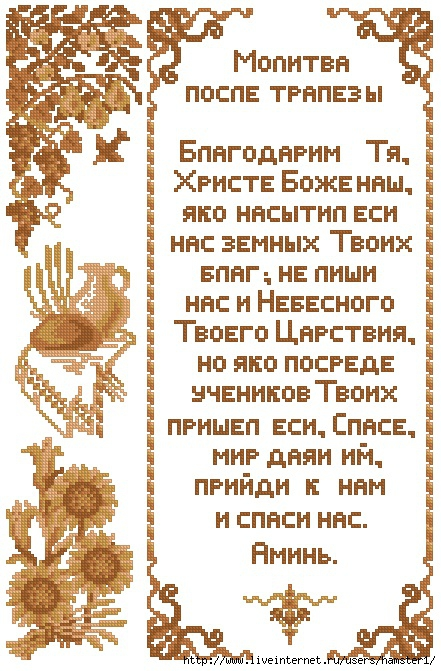 Молитва
после трапезы
Благодарим Тя,
Христе Боже наш,
яко насытил еси
нас земных Твоих
благ; не лиши
нас и Небесного
Твоего Царствия,
но яко посреде
учеников Твоих
пришел еси, Спасе,
мир даяи им,
прийди к нам
и спаси нас.
Аминь.
http://www.liveinternet.ru/users/hamster1/